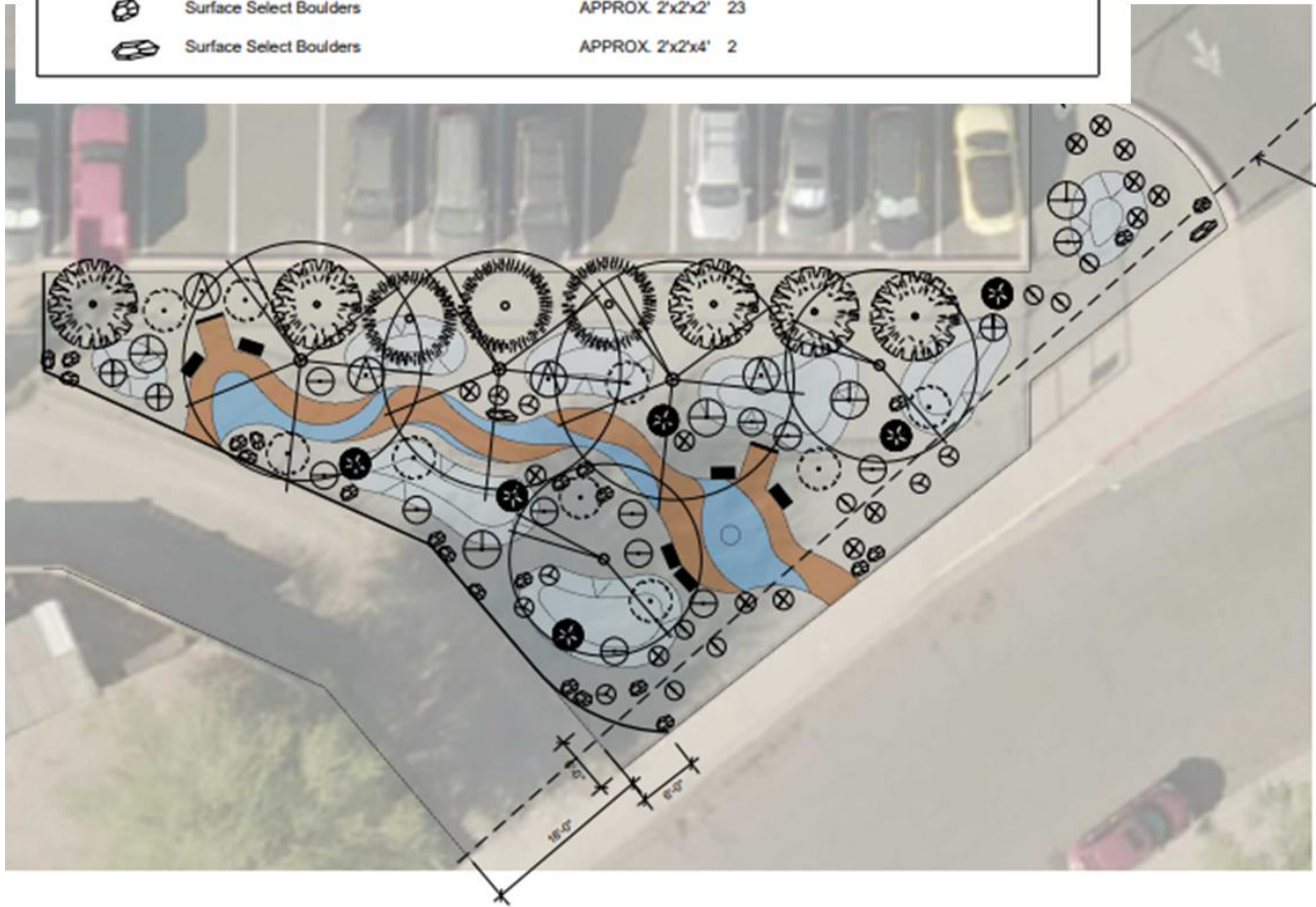 Surface Select Boulders APPROX. 2'x2'x2' 23
Surface Select Boulders APPROX. 2'x2'x4' 2
6'-0"
16'-0"